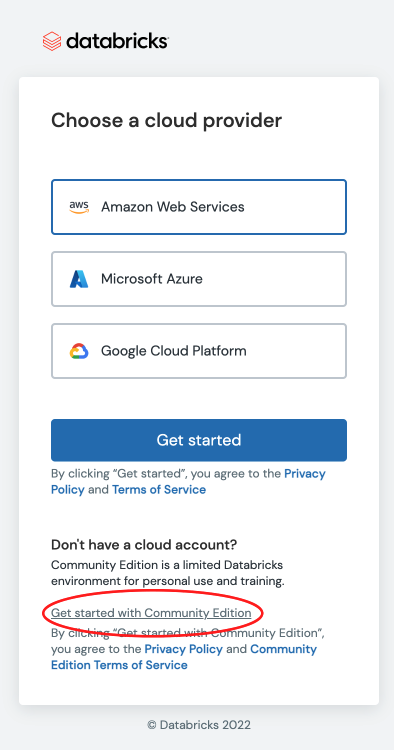 databricks
Choose a cloud provider
aws Amazon Web Services
Microsoft Azure
Google Cloud Platform
Get started
By clicking “Get started”, you agree to the Privacy
Policy and Terms of Service
Don't have a cloud account?
Community Edition is a limited Databricks
environment for personal use and training.
Get started with Community Edition
By clicking “Get started with Community Edition”,
you agree to the Privacy Policy and Community
Edition Terms of Service
© Databricks 2022